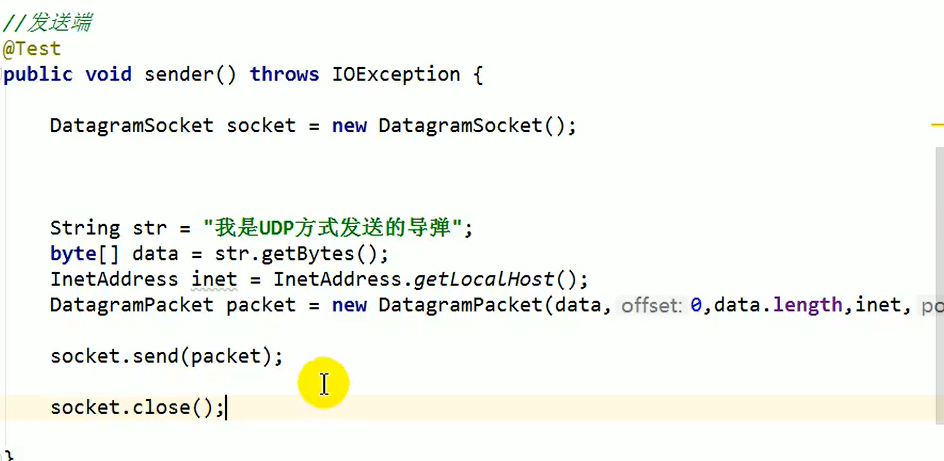 //发送端
@Test
public void sender() throws IOException {
DatagramSocket socket = new DatagramSocket();
String str = "我是UDP方式发送的导弹";
byte[] data = str.getBytes();
InetAddress inet = InetAddress.getLocalHost();
DatagramPacket packet = new DatagramPacket(data, offset: 0,data.length,inet,
socket.send(packet);
socket.close();
}